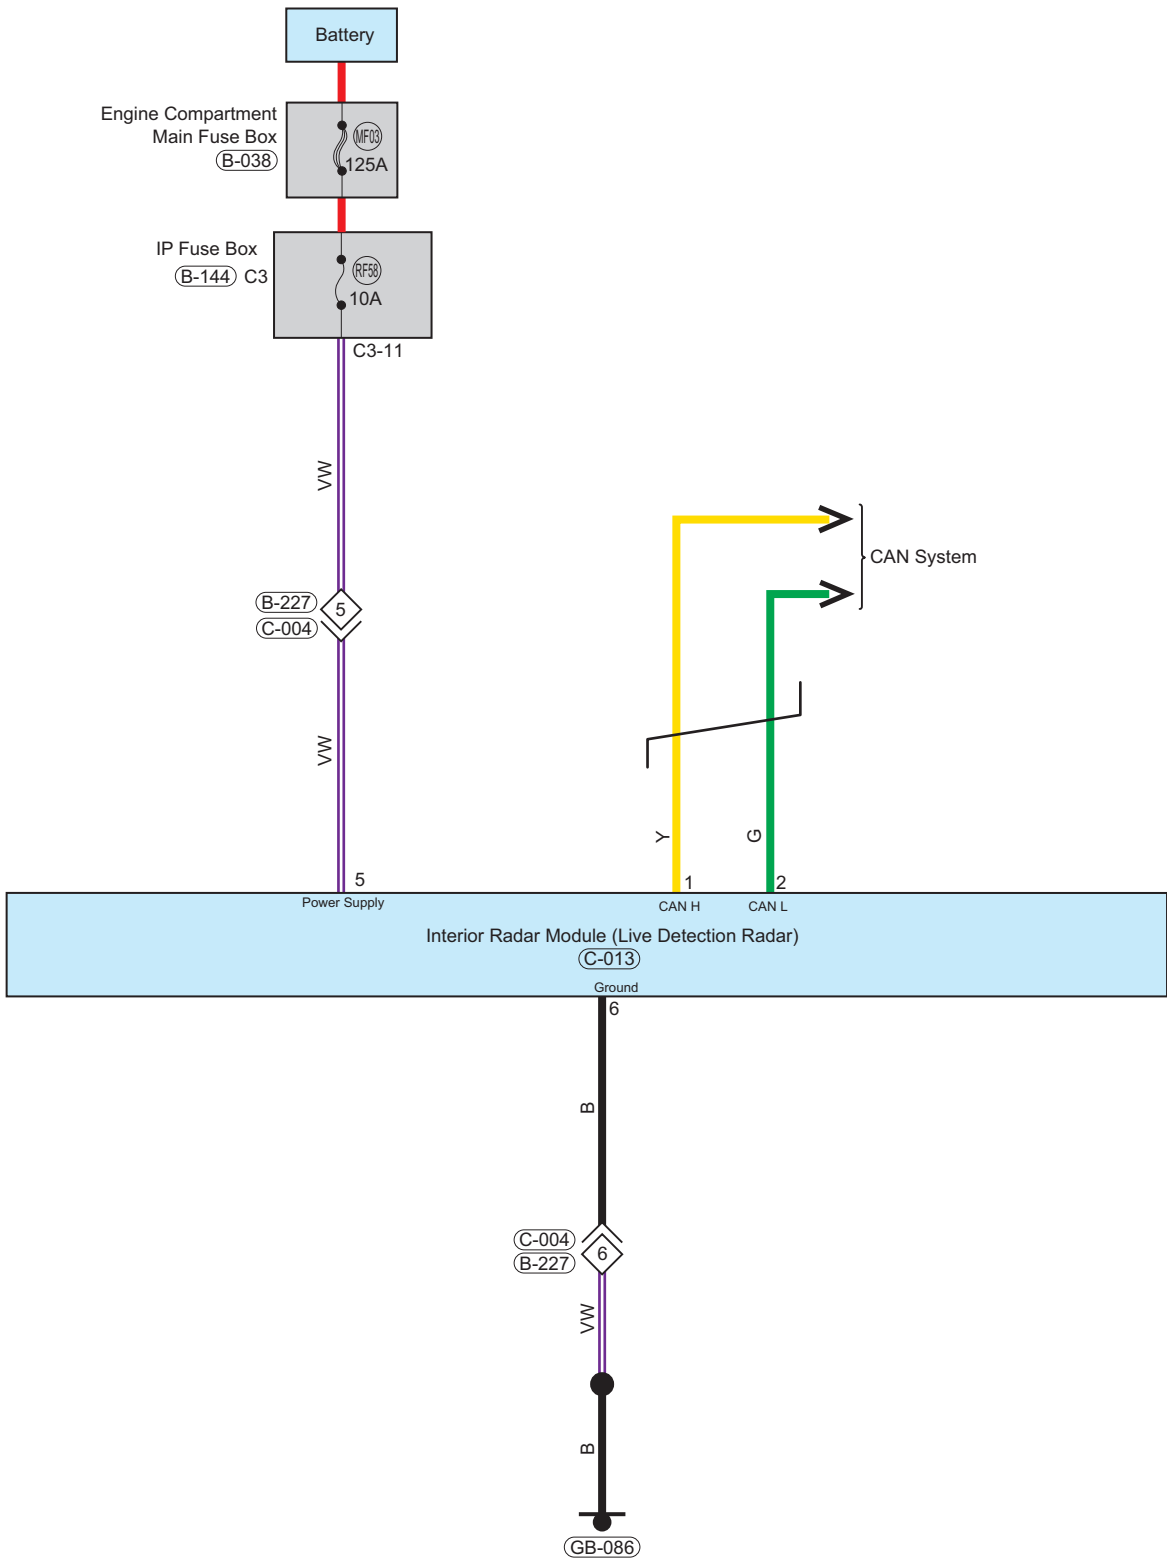 Battery
Engine Compartment
Main Fuse Box
B-038
MF03
125A
IP Fuse Box
B-144 C3
RF58
10A
C3-11
VW
CAN System
B-227
C-004
5
VW
Y
G
5
1
2
Power Supply
CAN H
CAN L
Interior Radar Module (Live Detection Radar)
C-013
Ground
6
B
C-004
B-227
6
VW
B
GB-086